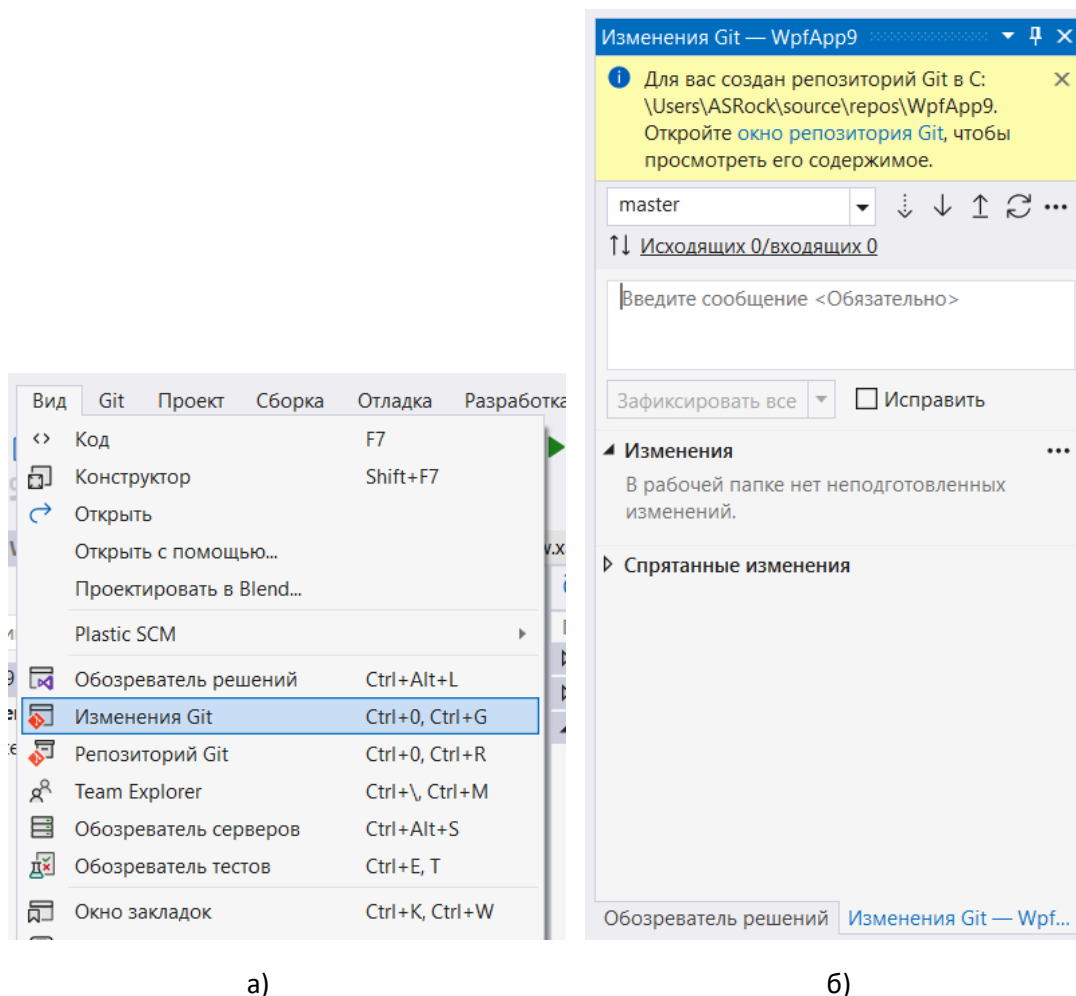 Вид Git Проект Сборка Отладка Разработка
Код F7
Конструктор Shift+F7
Открыть
Открыть с помощью...
Проектировать в Blend...
Plastic SCM
Обозреватель решений Ctrl+Alt+L
Изменения Git Ctrl+0, Ctrl+G
Репозиторий Git Ctrl+0, Ctrl+R
Team Explorer Ctrl+\, Ctrl+M
Обозреватель серверов Ctrl+Alt+S
Обозреватель тестов Ctrl+E, T
Окно закладок Ctrl+K, Ctrl+W
а)
Изменения Git — WpfApp9
Для вас создан репозиторий Git в C:
\Users\ASRock\source\repos\WpfApp9.
Откройте окно репозитория Git, чтобы
просмотреть его содержимое.
master
Исходящих 0/входящих 0
Введите сообщение <Обязательно>
Зафиксировать все Исправить
Изменения
В рабочей папке нет неподготовленных
изменений.
Спрятанные изменения
Обозреватель решений Изменения Git — Wpf...
б)